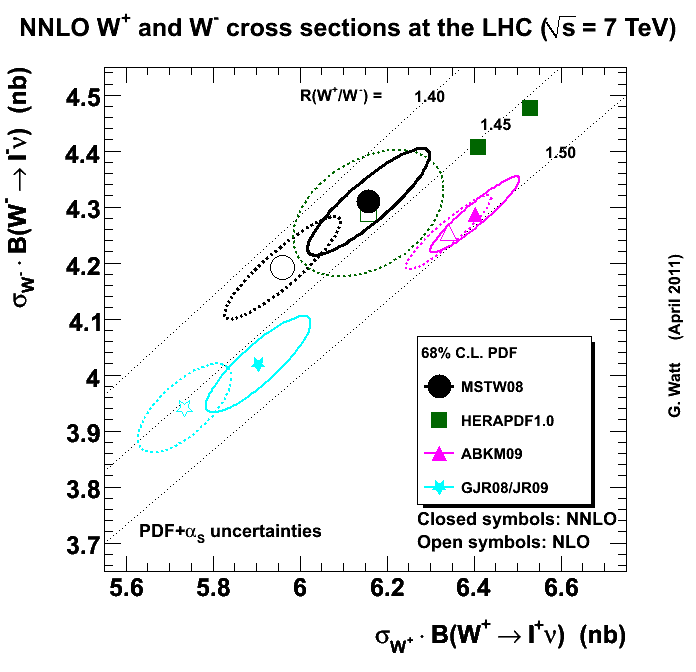 NNLO W⁺ and W⁻ cross sections at the LHC (√s = 7 TeV)
σ_W⁻ · B(W⁻ → l⁻ν) (nb)
4.5
4.4
4.3
4.2
4.1
4
3.9
3.8
3.7
R(W⁺/W⁻) =
1.40
1.45
1.50
68% C.L. PDF
MSTW08
HERAPDF1.0
ABKM09
GJR08/JR09
Closed symbols: NNLO
Open symbols: NLO
PDF+α_S uncertainties
5.6
5.8
6
6.2
6.4
6.6
σ_W⁺ · B(W⁺ → l⁺ν) (nb)
G. Watt (April 2011)